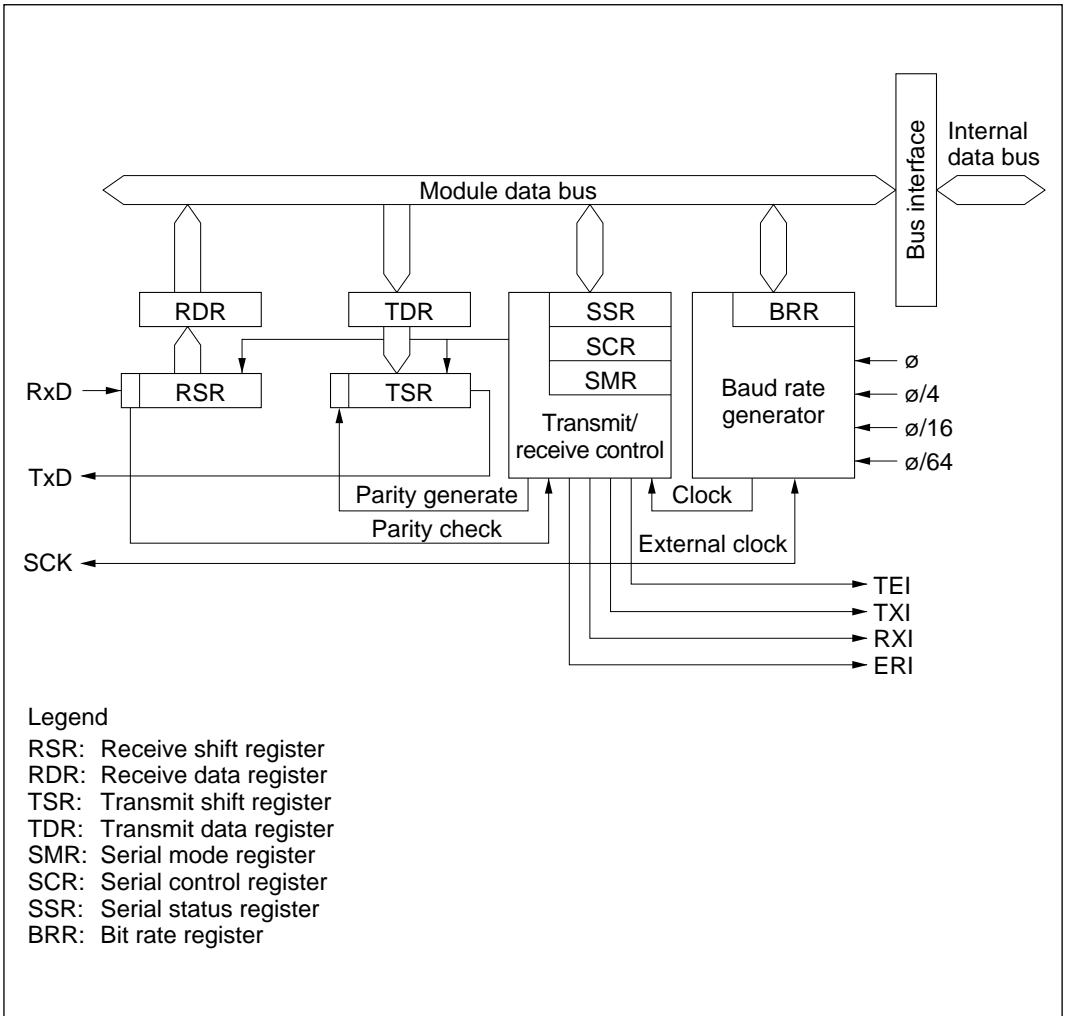 Internal
data bus
Bus interface
Module data bus
RDR
TDR
SSR
BRR
SCR
RSR
TSR
SMR
RxD
Baud rate
generator
ø
ø/4
ø/16
ø/64
Transmit/
receive control
TxD
Parity generate
Clock
Parity check
External clock
SCK
TEI
TXI
RXI
ERI
Legend
RSR: Receive shift register
RDR: Receive data register
TSR: Transmit shift register
TDR: Transmit data register
SMR: Serial mode register
SCR: Serial control register
SSR: Serial status register
BRR: Bit rate register